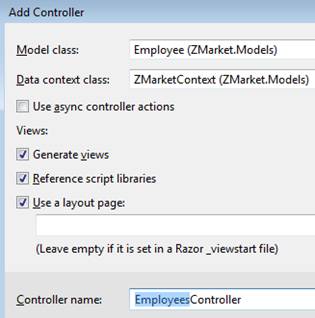 Add Controller
Model class: Employee (ZMarket.Models)
Data context class: ZMarketContext (ZMarket.Models)
Use async controller actions
Views:
Generate views
Reference script libraries
Use a layout page:
(Leave empty if it is set in a Razor _viewstart file)
Controller name: EmployeesController